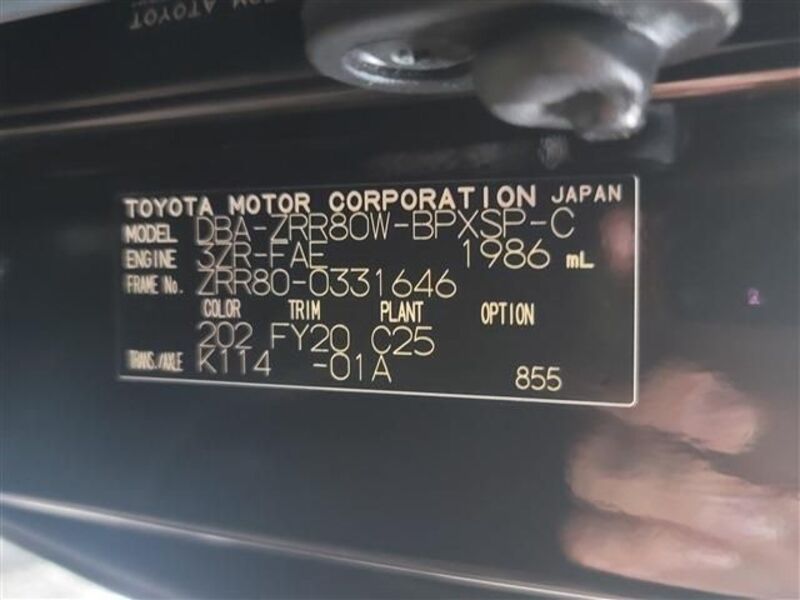 TOYOTA MOTOR CORPORATION JAPAN
MODEL DBA-ZRR80W-BPXSP-C
ENGINE 3ZR-FAE 1986 mL
FRAME No. ZRR80-0331646
COLOR TRIM PLANT OPTION
202 FY20 C25
TRANS./AXLE K114 -01A
855